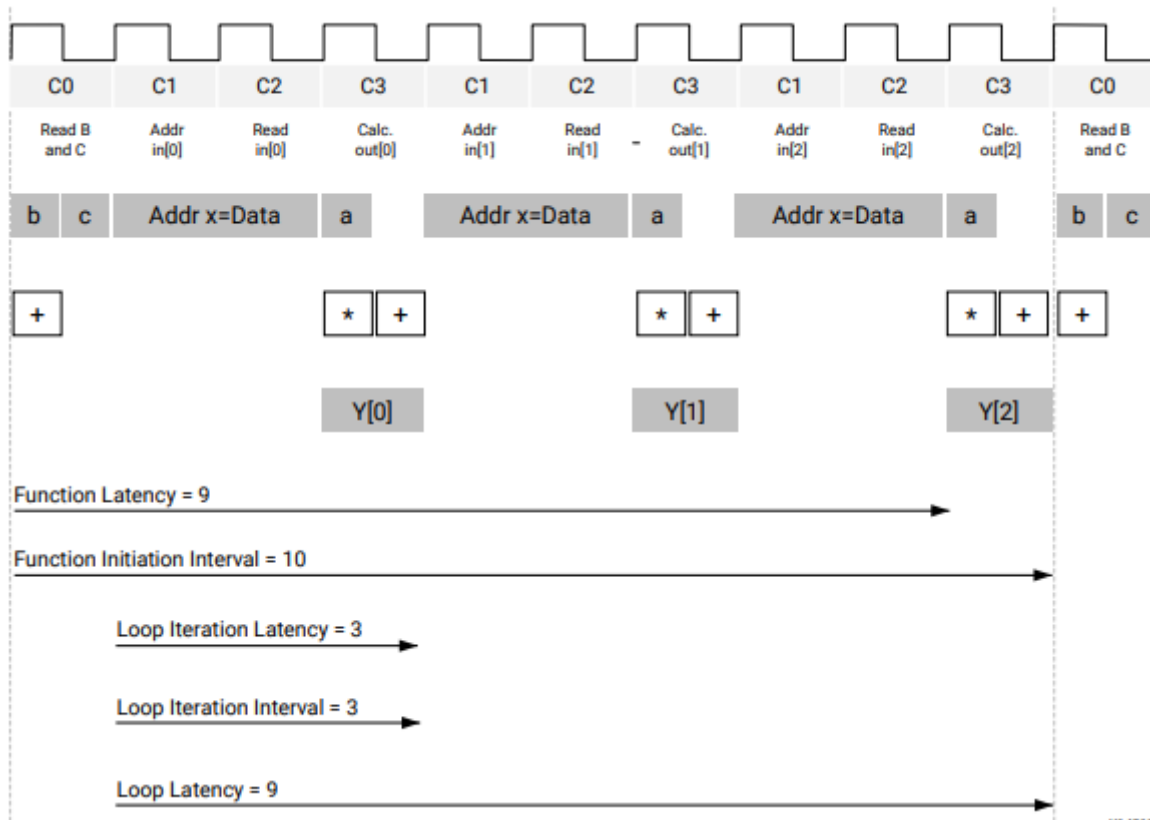 C0 C1 C2 C3 C1 C2 C3 C1 C2 C3 C0
Read B Addr Read Calc. Addr Read - Calc. Addr Read Calc. Read B
and C in[0] in[0] out[0] in[1] in[1] out[1] in[2] in[2] out[2] and C
b c Addr x=Data a Addr x=Data a Addr x=Data a b c
+ * + * + * + +
Y[0] Y[1] Y[2]
Function Latency = 9
Function Initiation Interval = 10
Loop Iteration Latency = 3
Loop Iteration Interval = 3
Loop Latency = 9